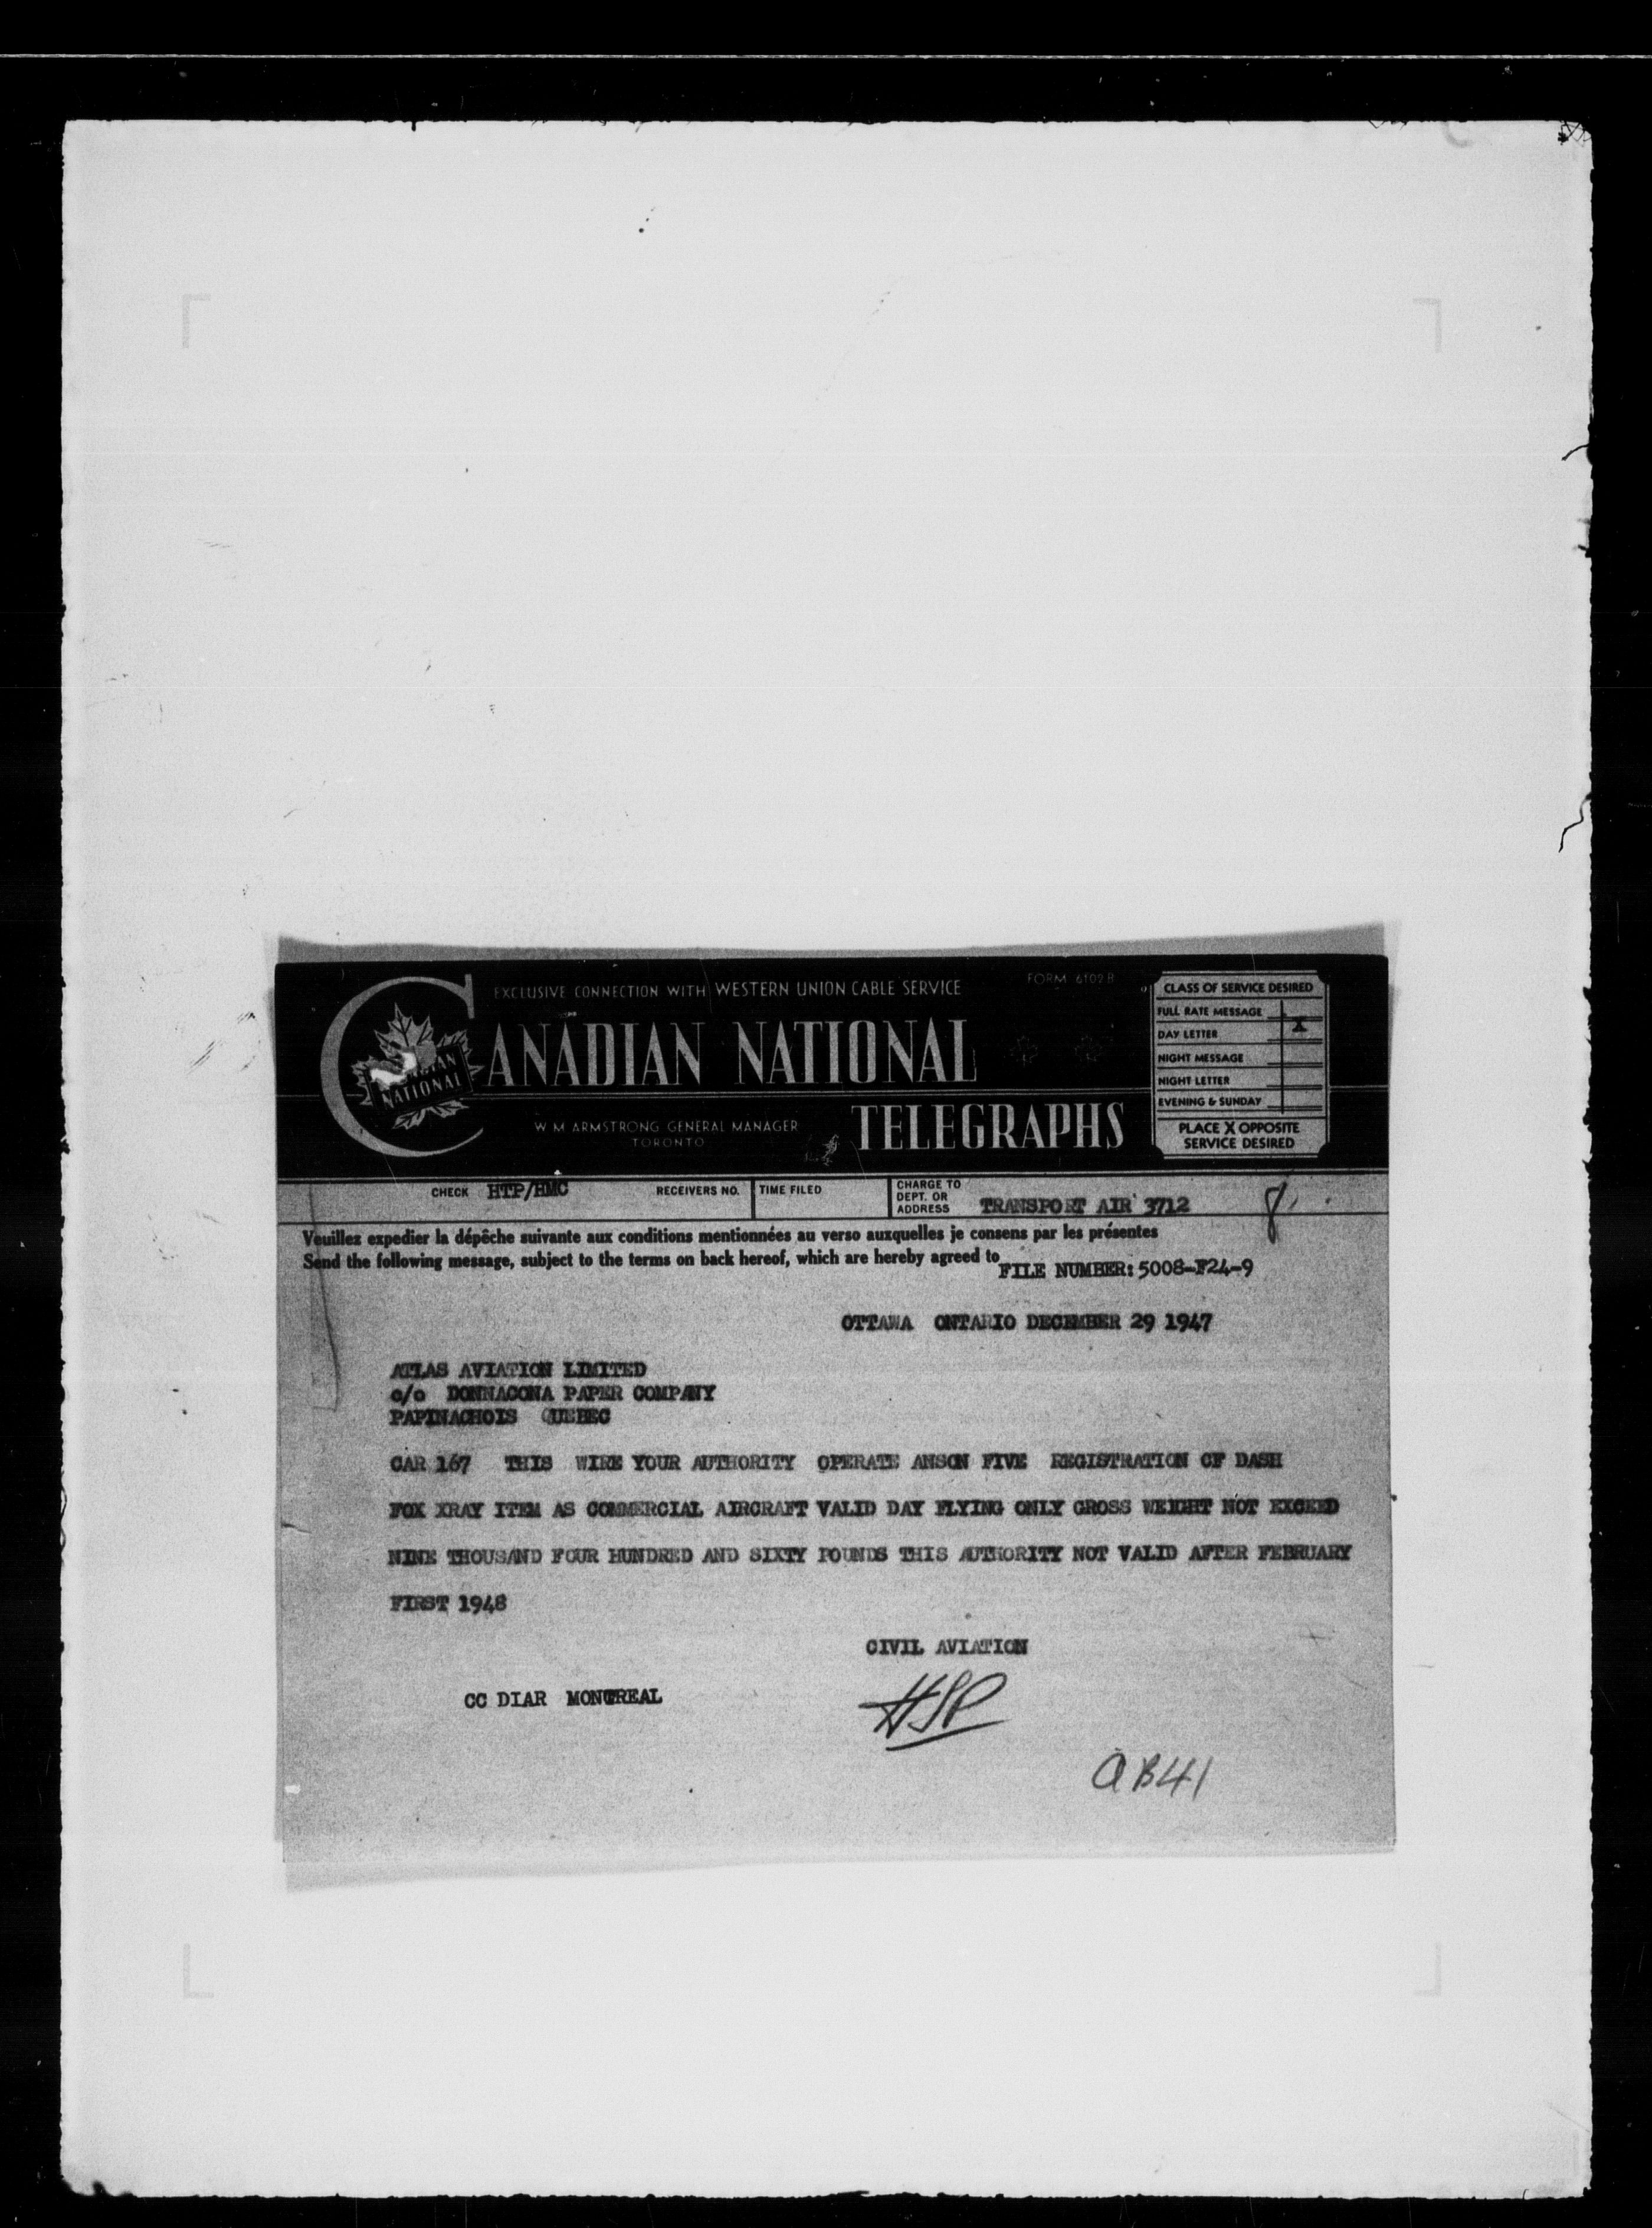 EXCLUSIVE CONNECTION WITH WESTERN UNION CABLE SERVICE
FORM 6102 B
CANADIAN NATIONAL
TELEGRAPHS
NATIONAL
W M ARMSTRONG GENERAL MANAGER
TORONTO
CLASS OF SERVICE DESIRED
FULL RATE MESSAGE
DAY LETTER X
NIGHT MESSAGE
NIGHT LETTER
EVENING & SUNDAY
PLACE X OPPOSITE
SERVICE DESIRED
CHECK HTP/HMC RECEIVERS NO. TIME FILED
CHARGE TO
DEPT. OR
ADDRESS TRANSPORT AIR 3712
Veuillez expedier la dépêche suivante aux conditions mentionnées au verso auxquelles je consens par les présentes
Send the following message, subject to the terms on back hereof, which are hereby agreed to
FILE NUMBER: 5008-F24-9
OTTAWA ONTARIO DECEMBER 29 1947
ATLAS AVIATION LIMITED
c/o DONNACONA PAPER COMPANY
PAPINACHOIS QUEBEC
CAR 167 THIS WIRE YOUR AUTHORITY OPERATE ANSON FIVE REGISTRATION CF DASH
FOX XRAY ITEM AS COMMERCIAL AIRCRAFT VALID DAY FLYING ONLY GROSS WEIGHT NOT EXCEED
NINE THOUSAND FOUR HUNDRED AND SIXTY POUNDS THIS AUTHORITY NOT VALID AFTER FEBRUARY
FIRST 1948
CIVIL AVIATION
CC DIAR MONTREAL
HSP
QB41